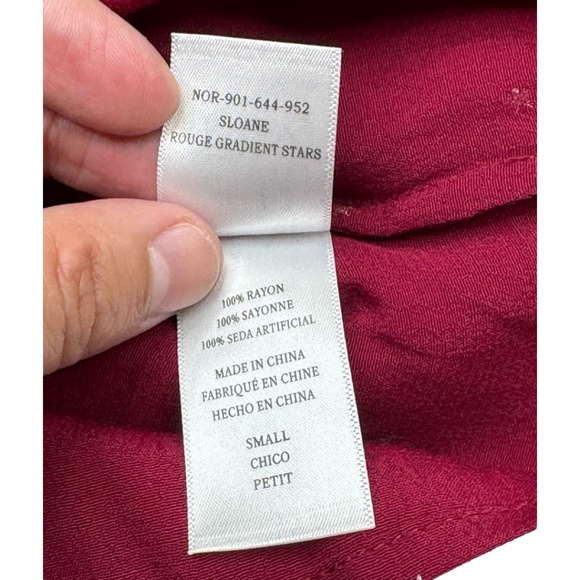 NOR-901-644-952
SLOANE
ROUGE GRADIENT STARS
100% RAYON
100% SAYONNE
100% SEDA ARTIFICIAL
MADE IN CHINA
FABRIQUÉ EN CHINE
HECHO EN CHINA
SMALL
CHICO
PETIT